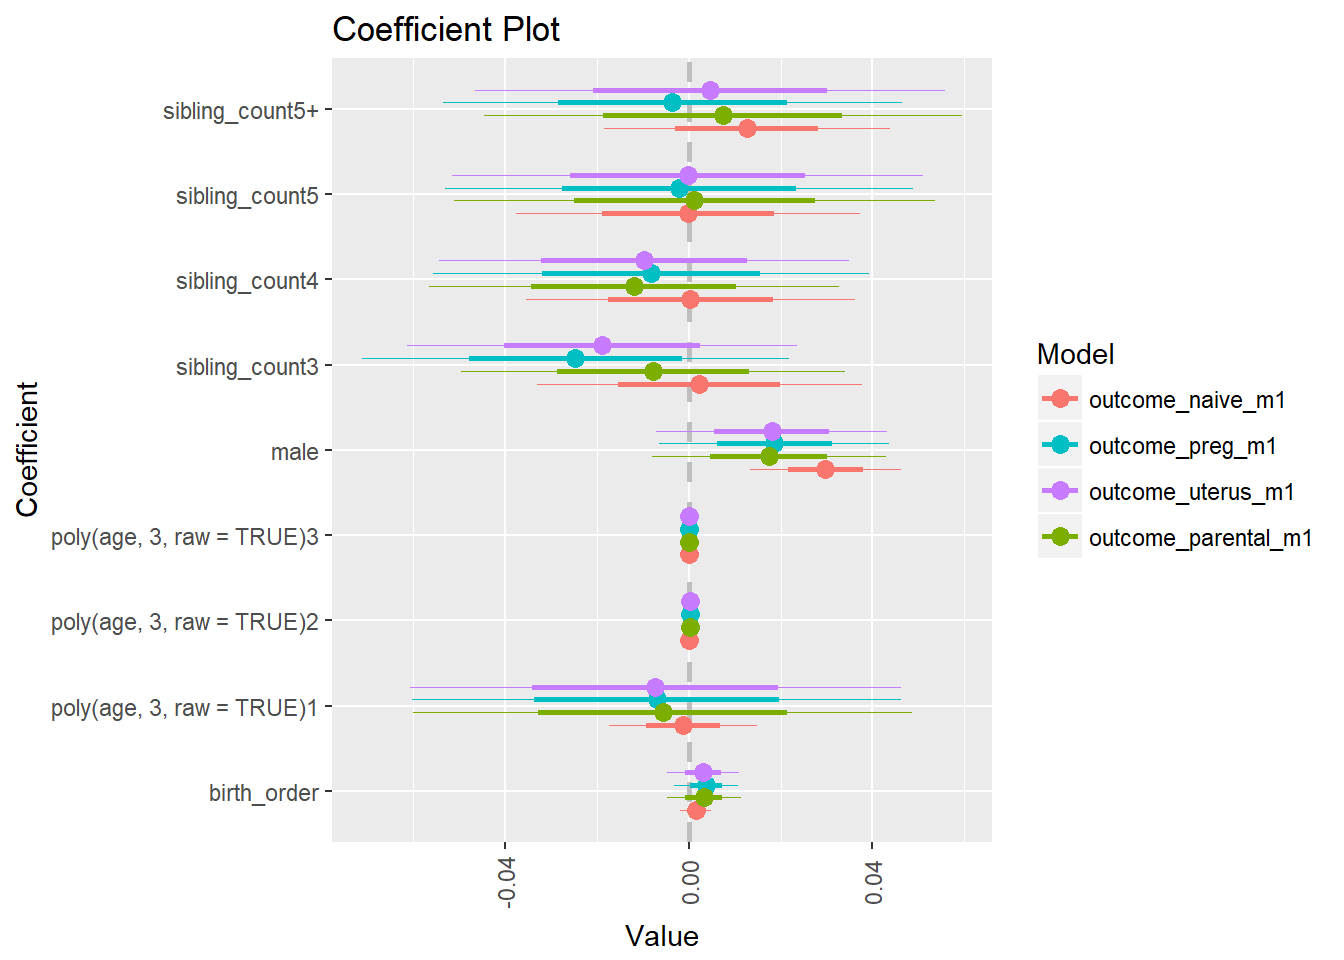 Coefficient Plot
sibling_count5+
sibling_count5
sibling_count4
sibling_count3
male
poly(age, 3, raw = TRUE)3
poly(age, 3, raw = TRUE)2
poly(age, 3, raw = TRUE)1
birth_order
Coefficient
-0.04
0.00
0.04
Value
Model
outcome_naive_m1
outcome_preg_m1
outcome_uterus_m1
outcome_parental_m1